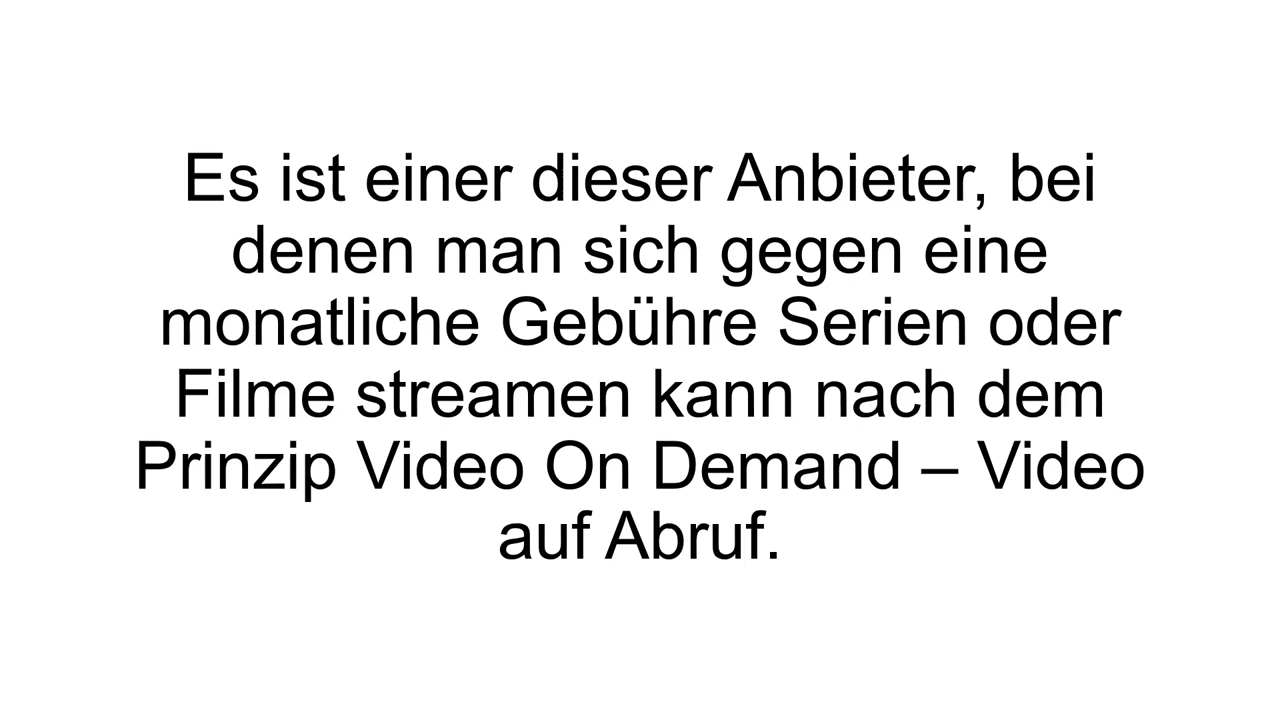 Es ist einer dieser Anbieter, bei
denen man sich gegen eine
monatliche Gebühre Serien oder
Filme streamen kann nach dem
Prinzip Video On Demand – Video
auf Abruf.